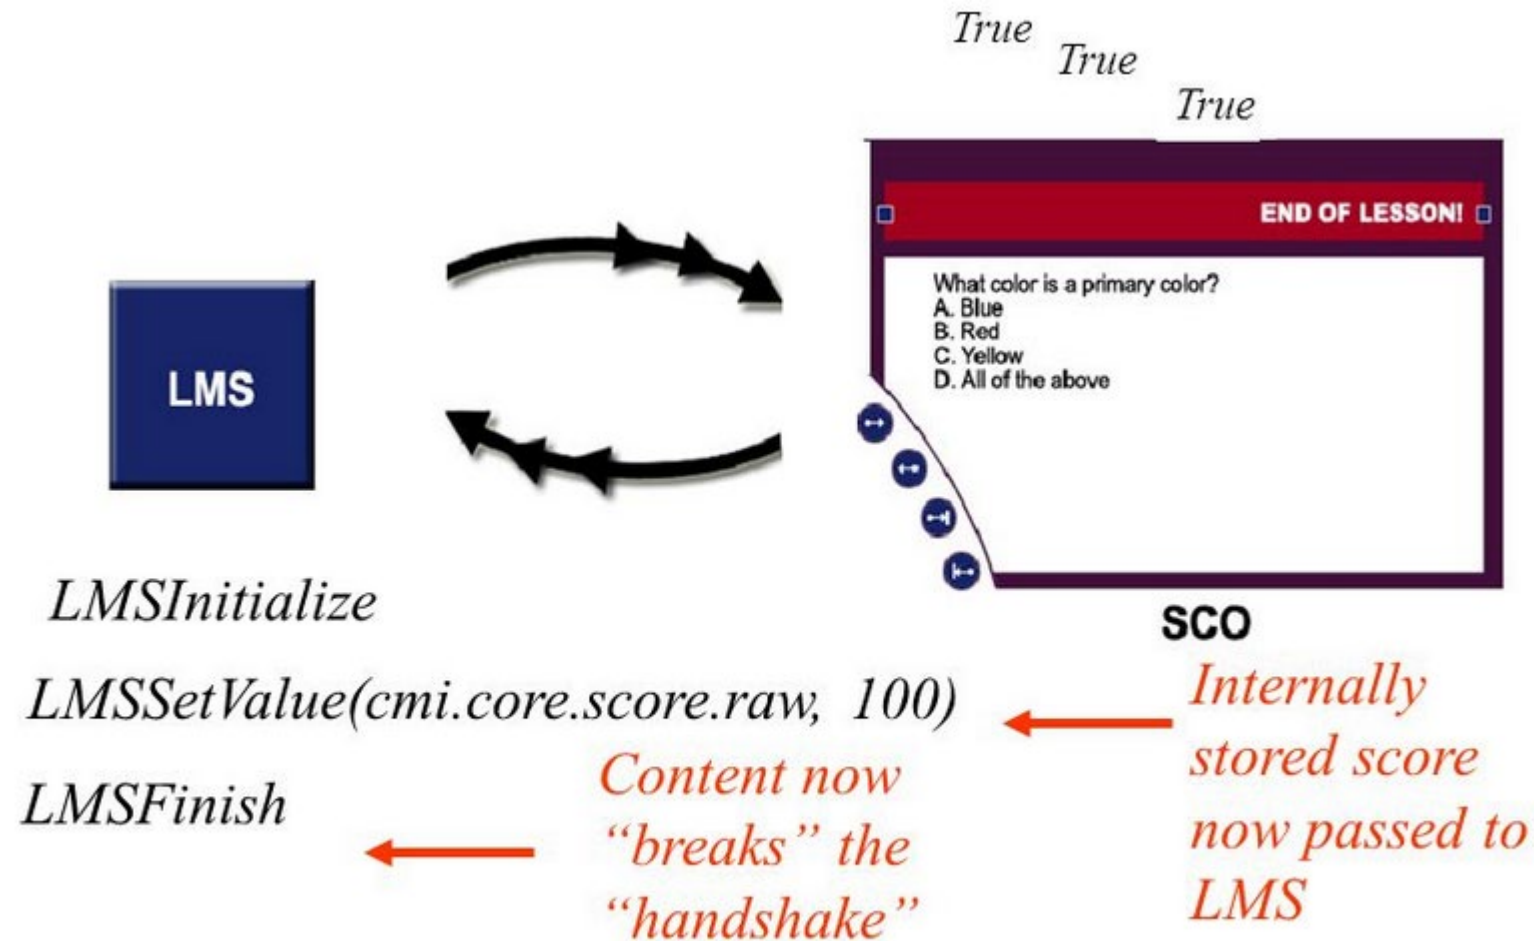 True
True
True
END OF LESSON!
What color is a primary color?
A. Blue
B. Red
C. Yellow
D. All of the above
LMS
SCO
LMSInitialize
LMSSetValue(cmi.core.score.raw, 100)
LMSFinish
Internally
stored score
now passed to
LMS
Content now
“breaks” the
“handshake”